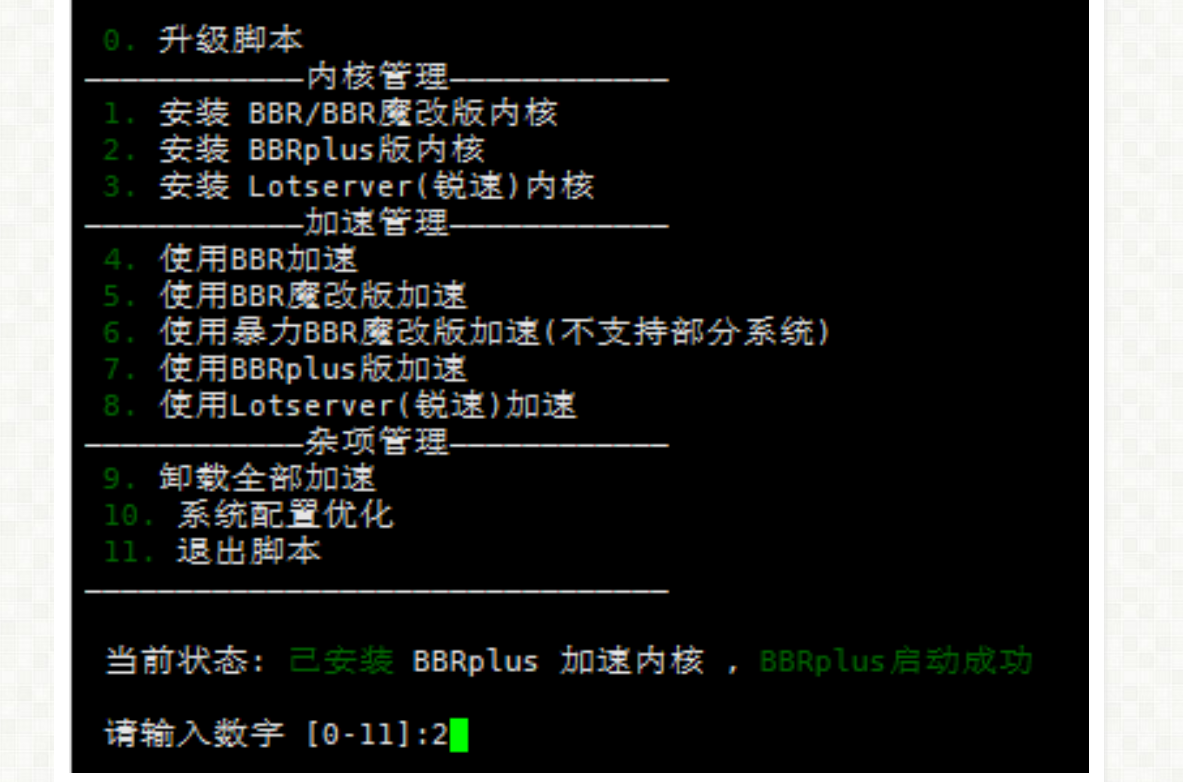 0. 升级脚本
————————————内核管理————————————
1. 安装 BBR/BBR魔改版内核
2. 安装 BBRplus版内核
3. 安装 Lotserver(锐速)内核
————————————加速管理————————————
4. 使用BBR加速
5. 使用BBR魔改版加速
6. 使用暴力BBR魔改版加速(不支持部分系统)
7. 使用BBRplus版加速
8. 使用Lotserver(锐速)加速
————————————杂项管理————————————
9. 卸载全部加速
10. 系统配置优化
11. 退出脚本
————————————————————————————————
当前状态: 已安装 BBRplus 加速内核 , BBRplus启动成功
请输入数字 [0-11]:2